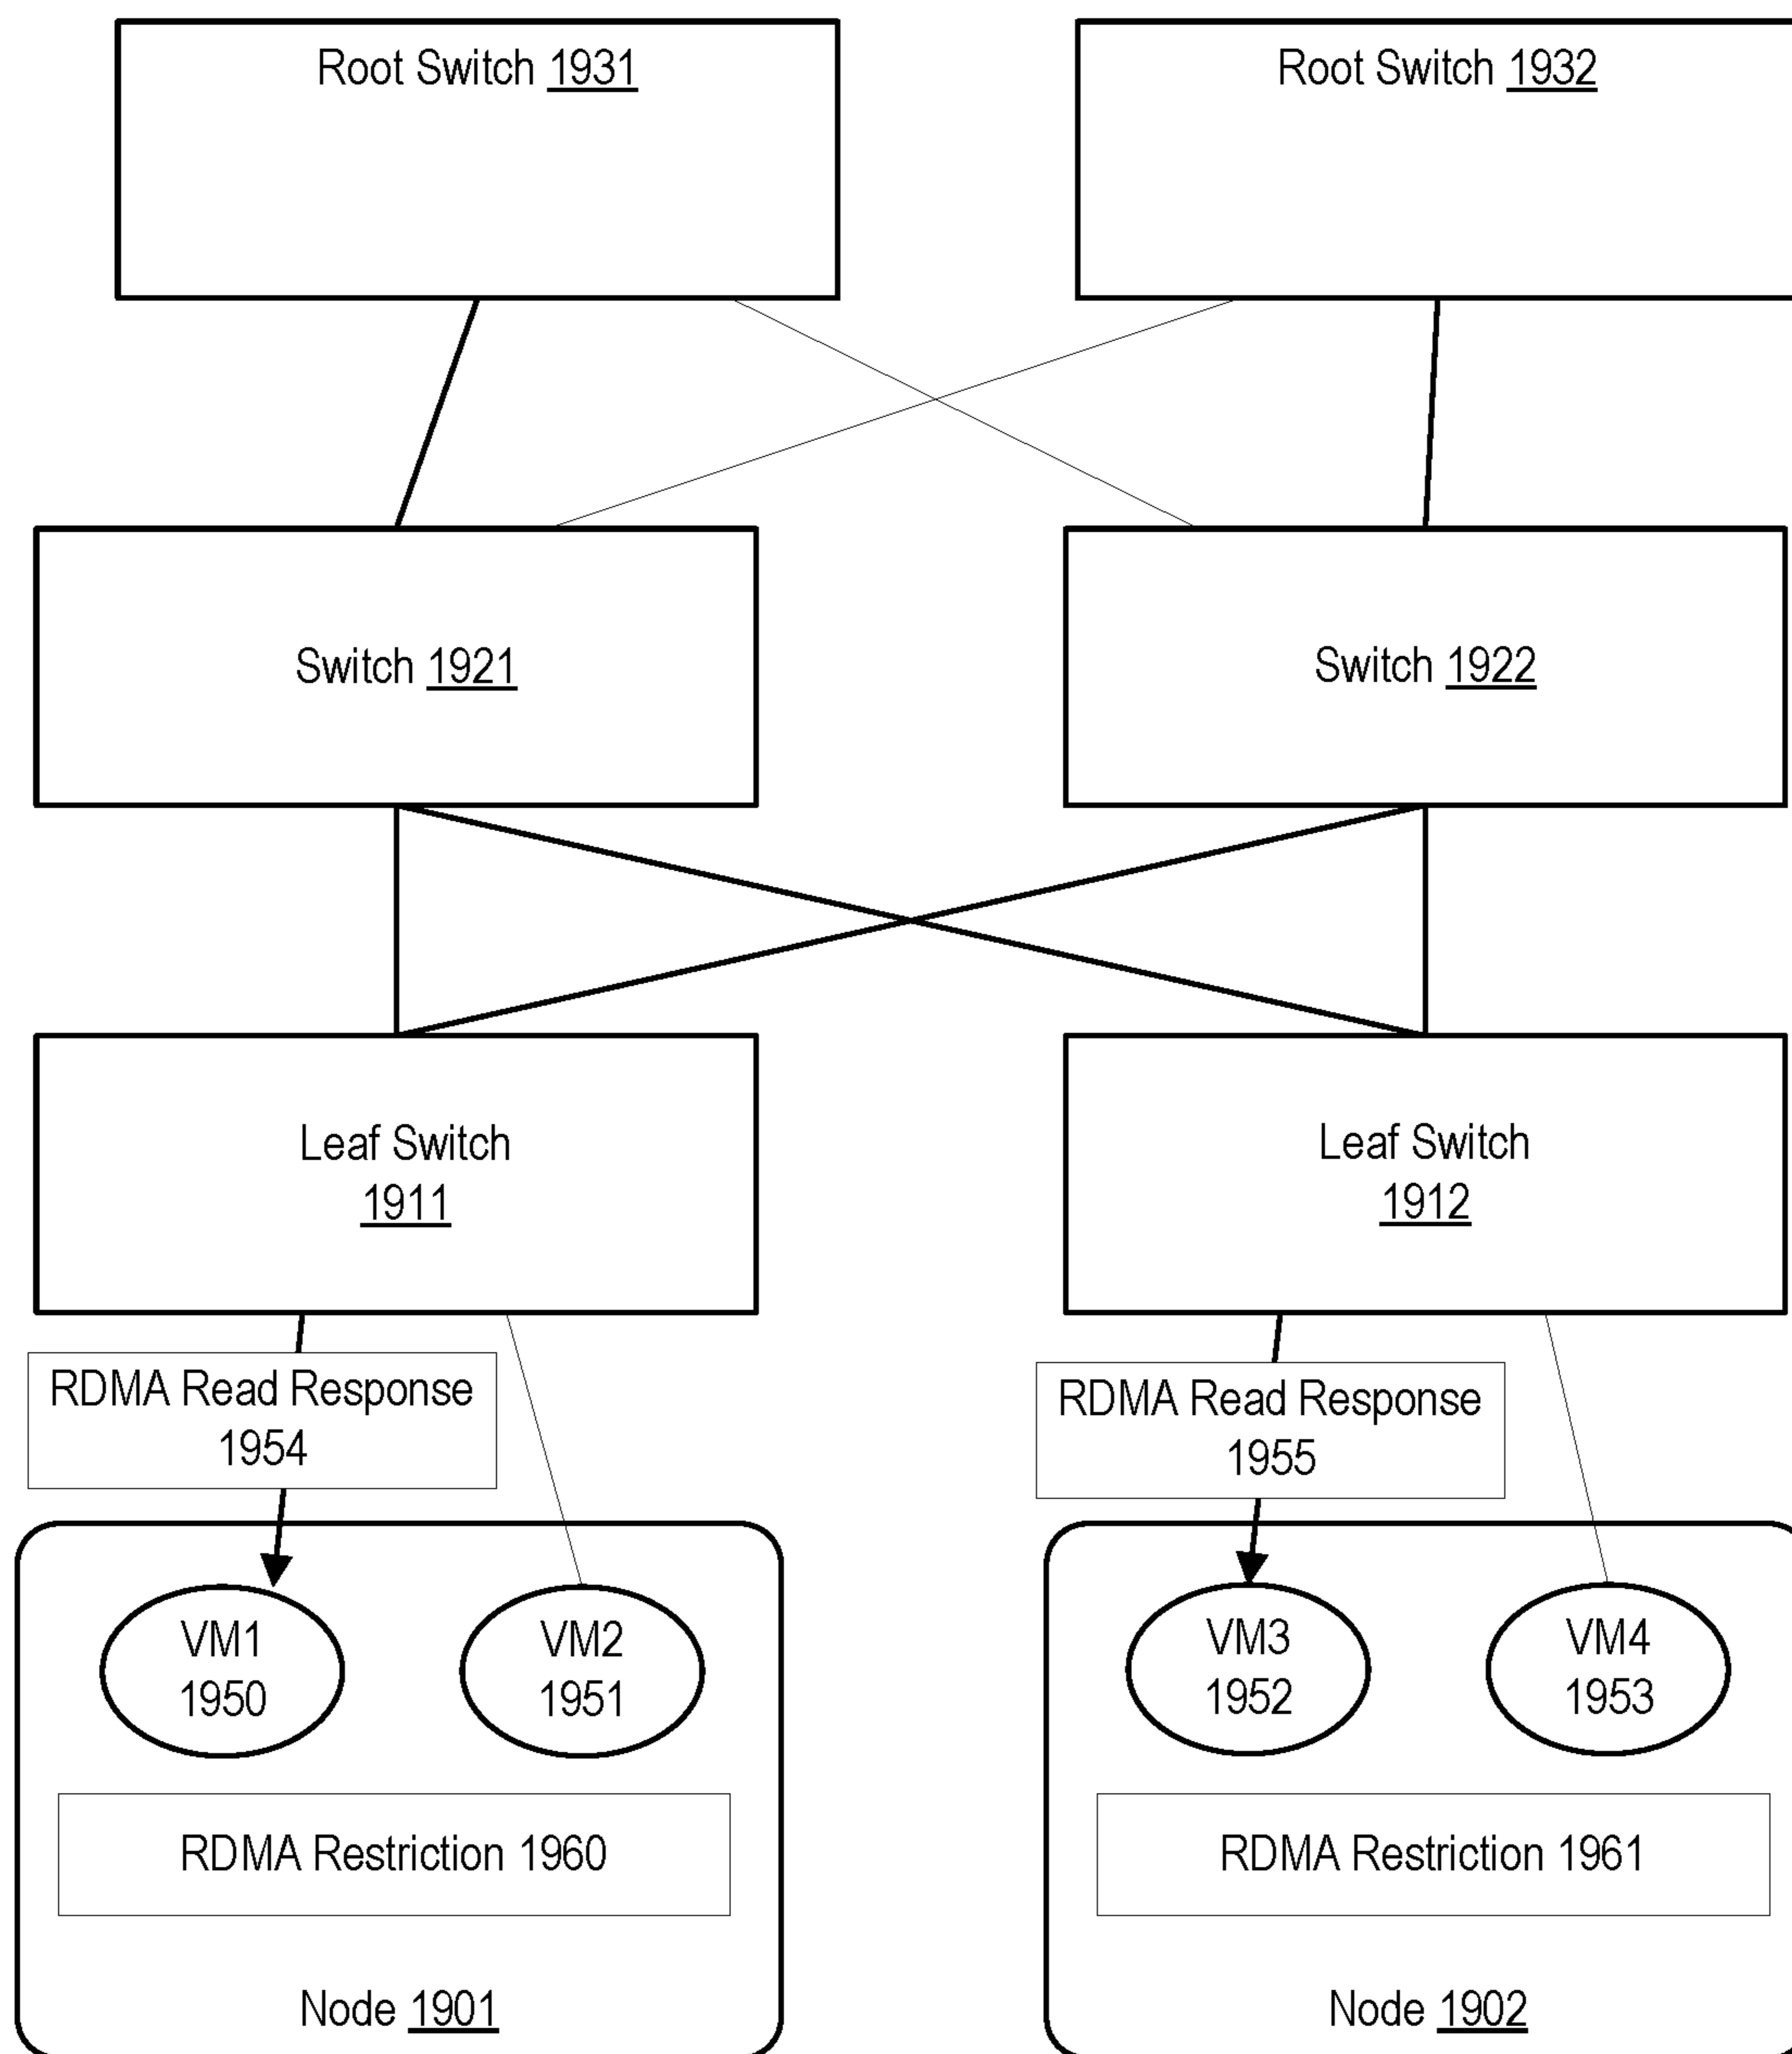 Root Switch 1931
Root Switch 1932
Switch 1921
Switch 1922
Leaf Switch
1911
Leaf Switch
1912
RDMA Read Response
1954
RDMA Read Response
1955
VM1
1950
VM2
1951
VM3
1952
VM4
1953
RDMA Restriction 1960
RDMA Restriction 1961
Node 1901
Node 1902